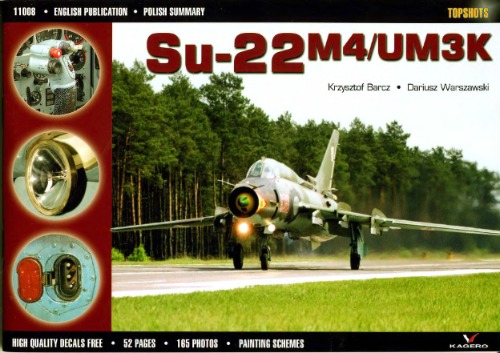 11008 • ENGLISH PUBLICATION • POLISH SUMMARY
TOPSHOTS
Su-22M4/UM3K
Krzysztof Barcz • Dariusz Warszawski
HIGH QUALITY DECALS FREE • 52 PAGES • 165 PHOTOS • PAINTING SCHEMES
KAGERO